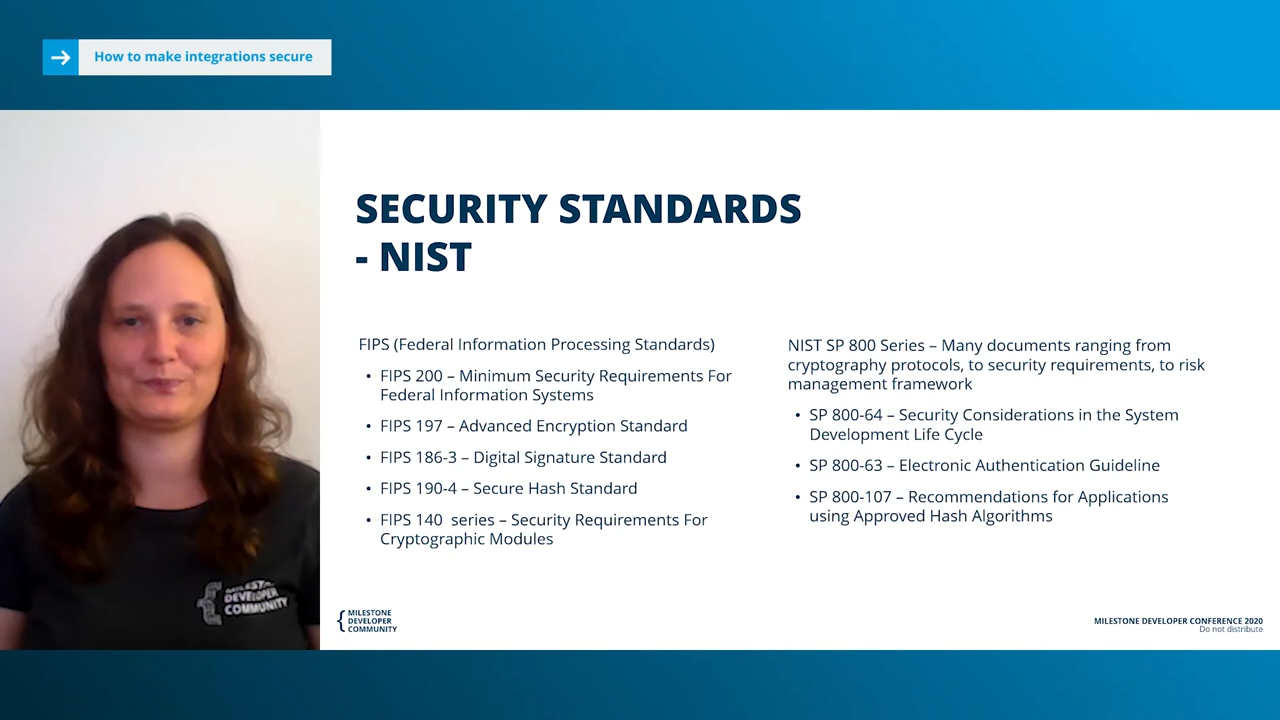 How to make integrations secure
SECURITY STANDARDS
- NIST
FIPS (Federal Information Processing Standards)
• FIPS 200 – Minimum Security Requirements For
Federal Information Systems
• FIPS 197 – Advanced Encryption Standard
• FIPS 186-3 – Digital Signature Standard
• FIPS 190-4 – Secure Hash Standard
• FIPS 140  series – Security Requirements For
Cryptographic Modules
NIST SP 800 Series – Many documents ranging from
cryptography protocols, to security requirements, to risk
management framework
• SP 800-64 – Security Considerations in the System
Development Life Cycle
• SP 800-63 – Electronic Authentication Guideline
• SP 800-107 – Recommendations for Applications
using Approved Hash Algorithms
MILESTONE
DEVELOPER
COMMUNITY
{ MILESTONE
DEVELOPER
COMMUNITY
MILESTONE DEVELOPER CONFERENCE 2020
Do not distribute